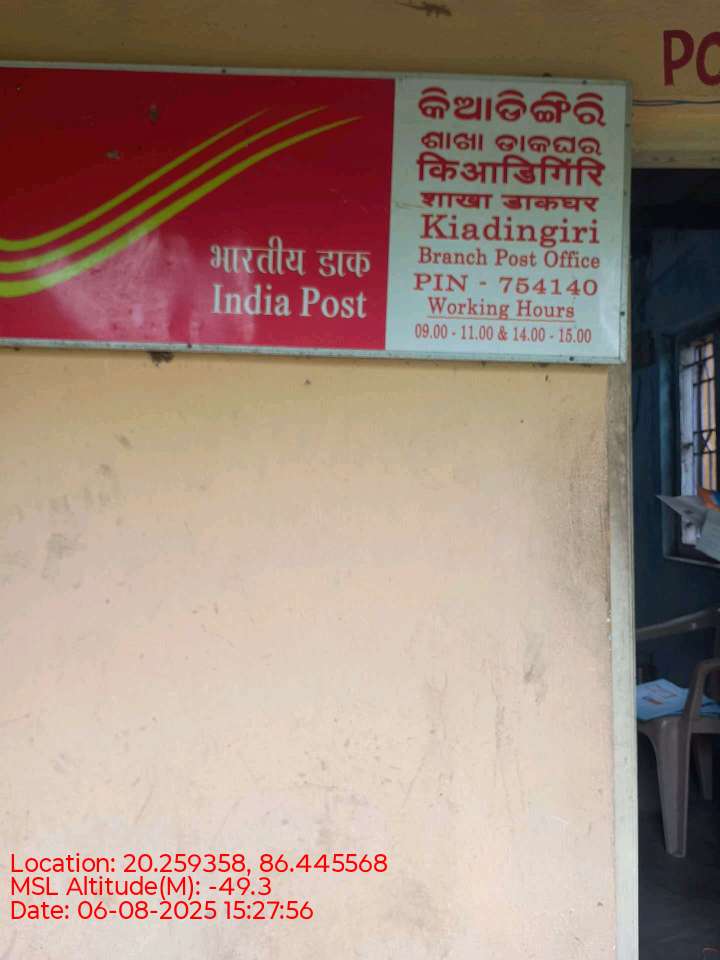 PO
भारतीय डाक
India Post
କିଆଡିଙ୍ଗିରି
ଶାଖା ଡାକଘର
किआडिंगिरि
शाखा डाकघर
Kiadingiri
Branch Post Office
PIN - 754140
Working Hours
09.00 - 11.00 & 14.00 - 15.00
Location: 20.259358, 86.445568
MSL Altitude(M): -49.3
Date: 06-08-2025 15:27:56